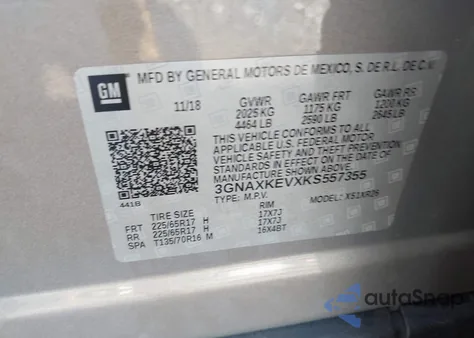 GM
MFD BY GENERAL MOTORS DE MEXICO, S. DE R.L. DE C.V.
11/18 GVWR GAWR FRT GAWR RR
2025 KG 1175 KG 1200 KG
4464 LB 2590 LB 2645 LB
THIS VEHICLE CONFORMS TO ALL
APPLICABLE U.S. FEDERAL MOTOR
VEHICLE SAFETY, BUMPER, AND THEFT
PREVENTION STANDARDS IN EFFECT ON
THE DATE OF MANUFACTURE SHOWN ABOVE.
3GNAXKEVXKS557355
441B TYPE: M.P.V. MODEL: XS1XR26
TIRE SIZE RIM
FRT 225/65R17 H 17X7J
RR 225/65R17 H 17X7J
SPA T135/70R16 M 16X4BT
autoSnap